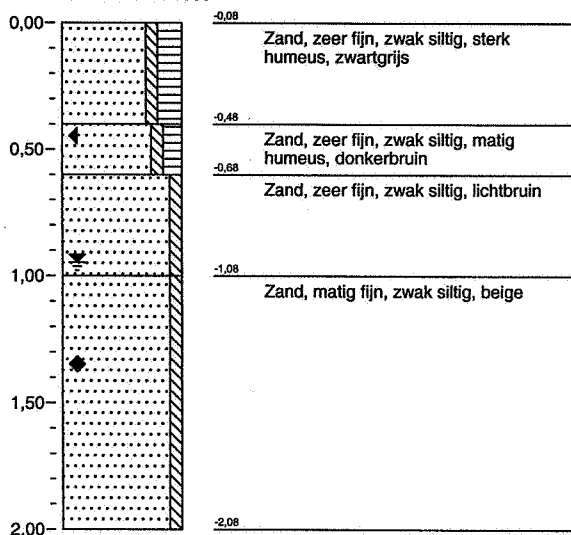 0,00
-0,08
Zand, zeer fijn, zwak siltig, sterk
humeus, zwartgrijs
-0,48
0,50
Zand, zeer fijn, zwak siltig, matig
humeus, donkerbruin
-0,68
Zand, zeer fijn, zwak siltig, lichtbruin
1,00
-1,08
Zand, matig fijn, zwak siltig, beige
1,50
2,00
-2,08